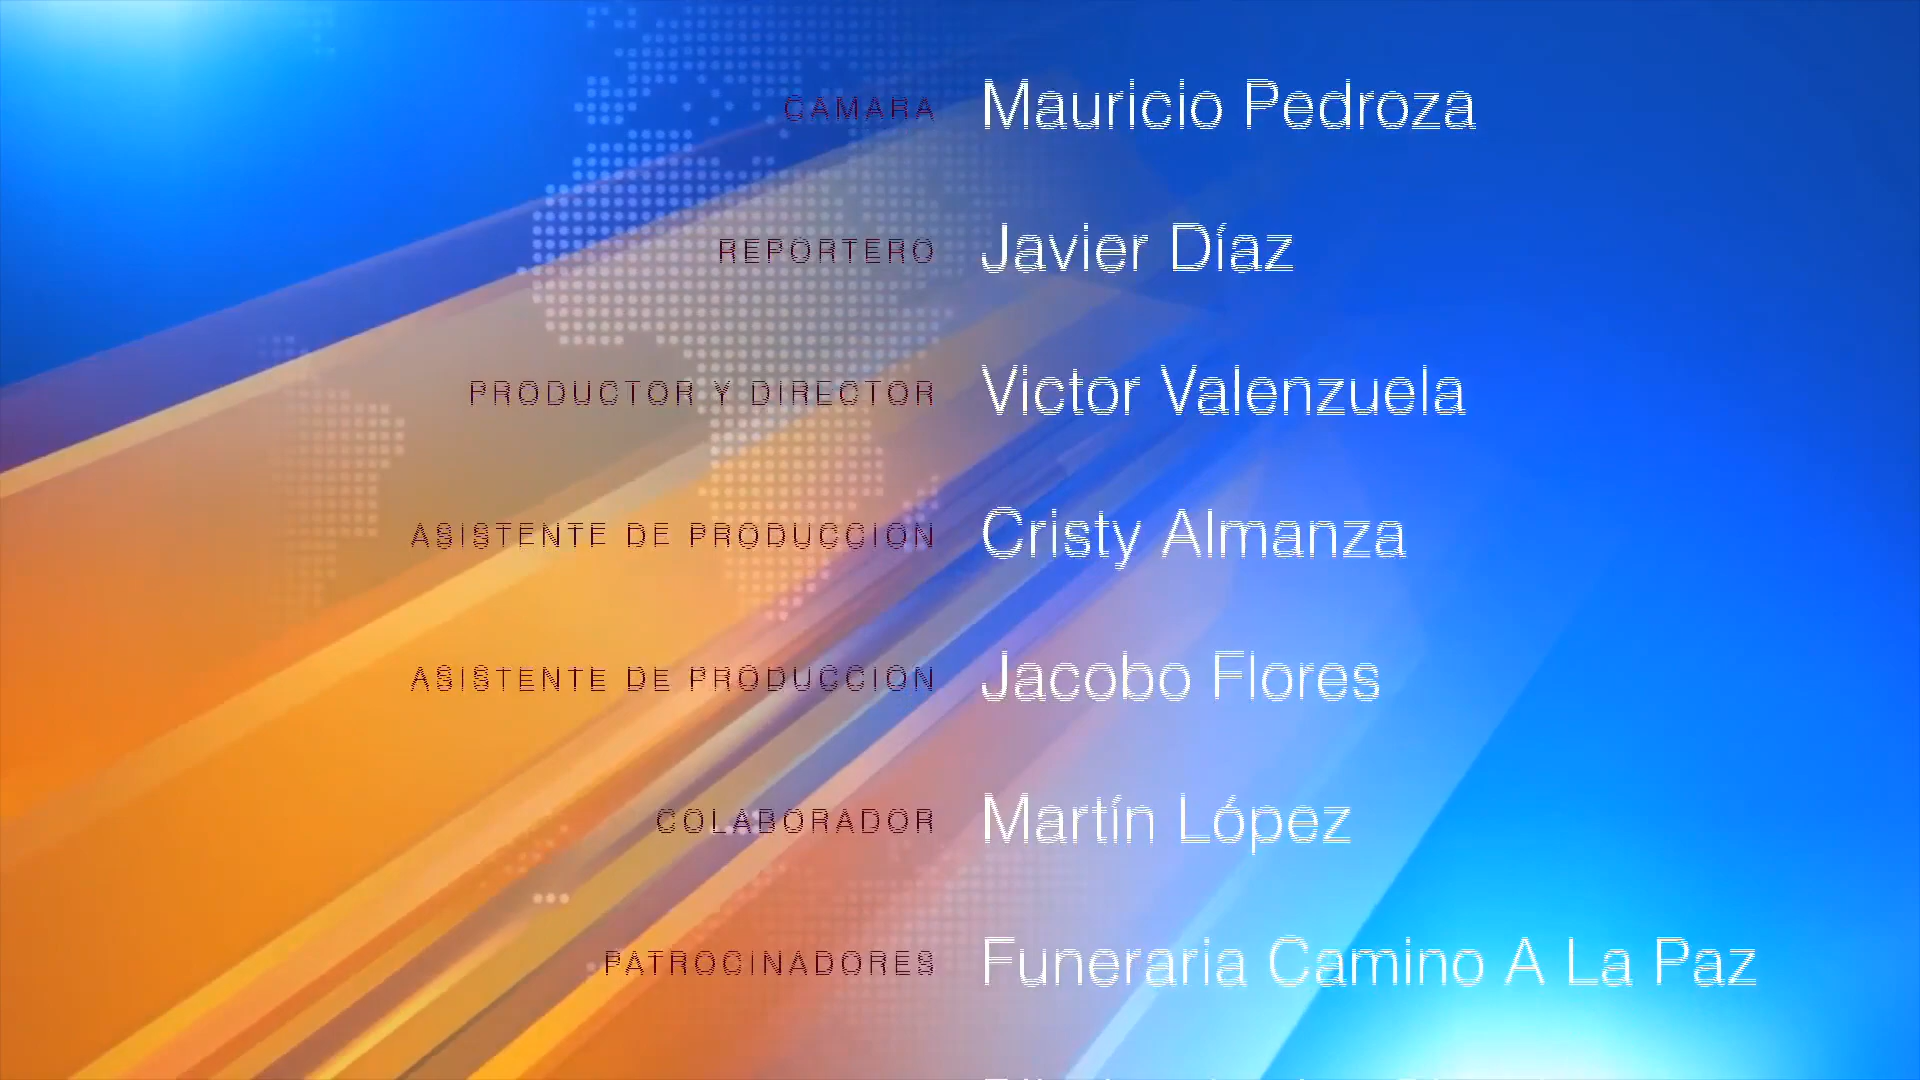 CAMARA Mauricio Pedroza
REPORTERO Javier Díaz
PRODUCTOR Y DIRECTOR Victor Valenzuela
ASISTENTE DE PRODUCCION Cristy Almanza
ASISTENTE DE PRODUCCION Jacobo Flores
COLABORADOR Martín López
PATROCINADORES Funeraria Camino A La Paz